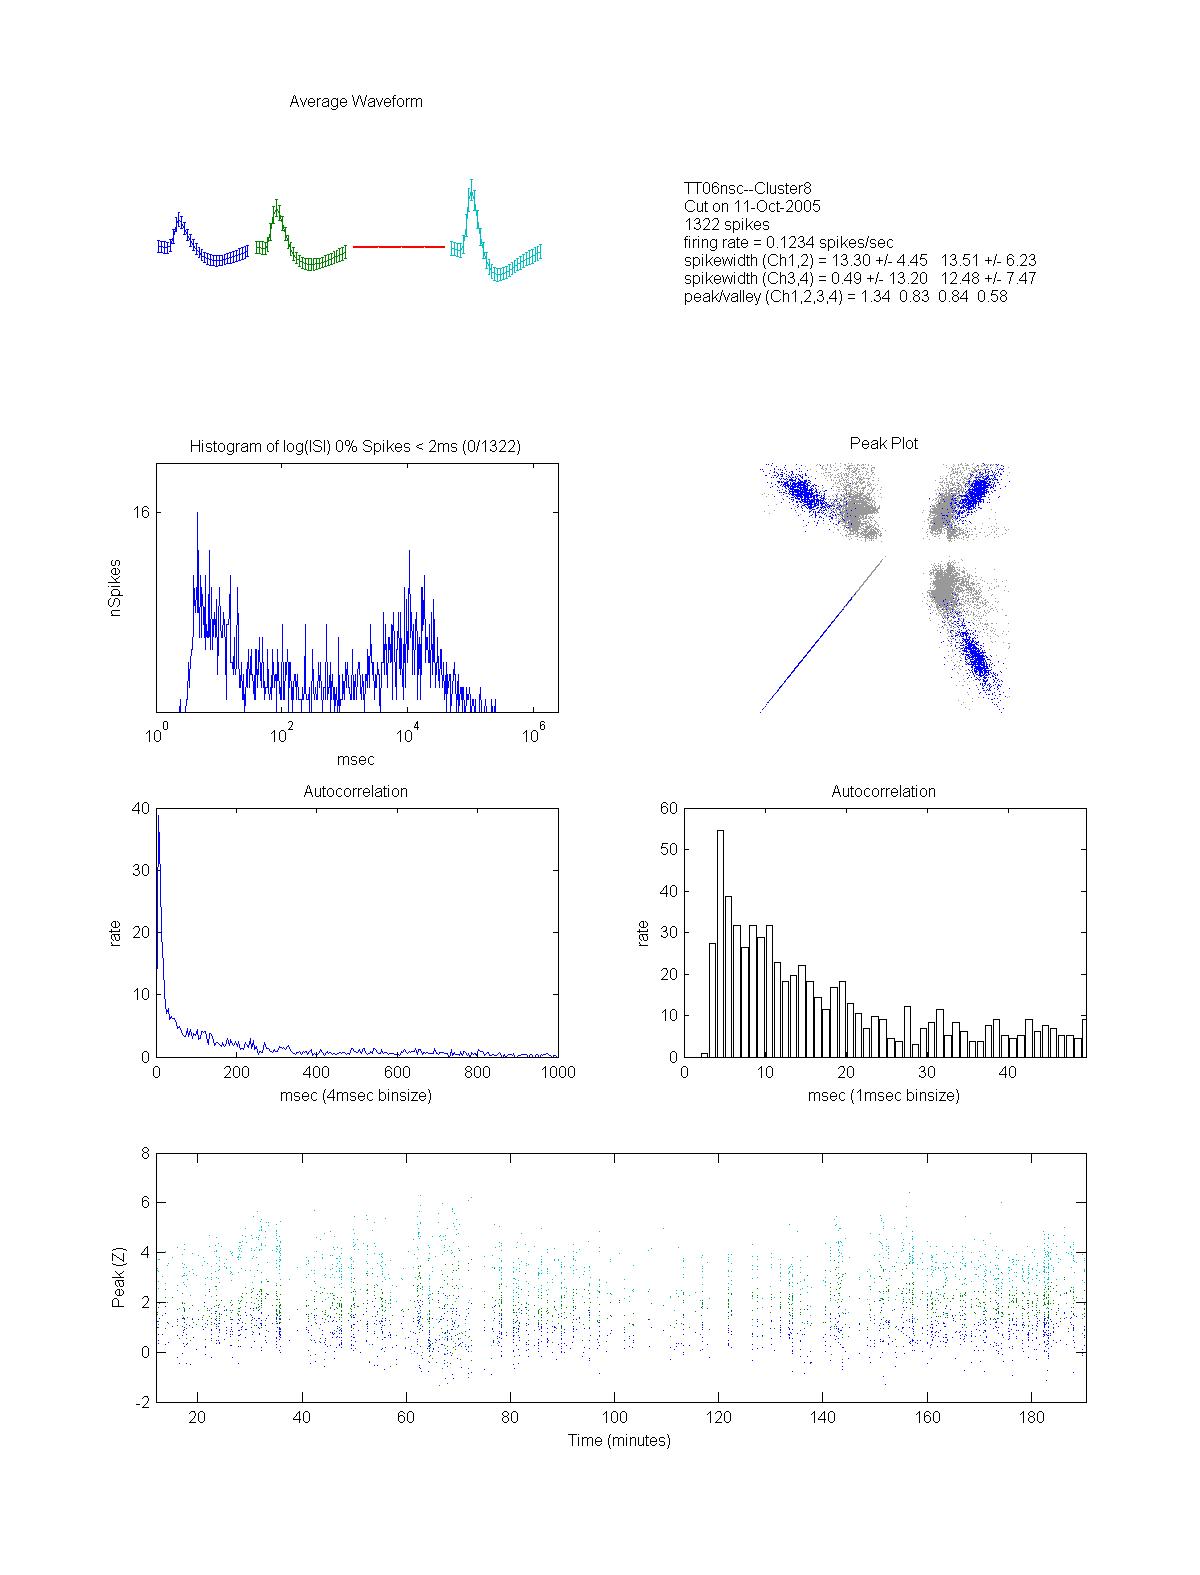 Average Waveform
TT06nsc--Cluster8
Cut on 11-Oct-2005
1322 spikes
firing rate = 0.1234 spikes/sec
spikewidth (Ch1,2) = 13.30 +/- 4.45   13.51 +/- 6.23
spikewidth (Ch3,4) = 0.49 +/- 13.20   12.48 +/- 7.47
peak/valley (Ch1,2,3,4) = 1.34  0.83  0.84  0.58
Histogram of log(ISI) 0% Spikes < 2ms (0/1322)
16
nSpikes
10^0 10^2 10^4 10^6
msec
Peak Plot
Autocorrelation
40
30
20
10
0
rate
0 200 400 600 800 1000
msec (4msec binsize)
Autocorrelation
60
50
40
30
20
10
0
rate
0 10 20 30 40
msec (1msec binsize)
8
6
4
2
0
-2
Peak (Z)
20 40 60 80 100 120 140 160 180
Time (minutes)